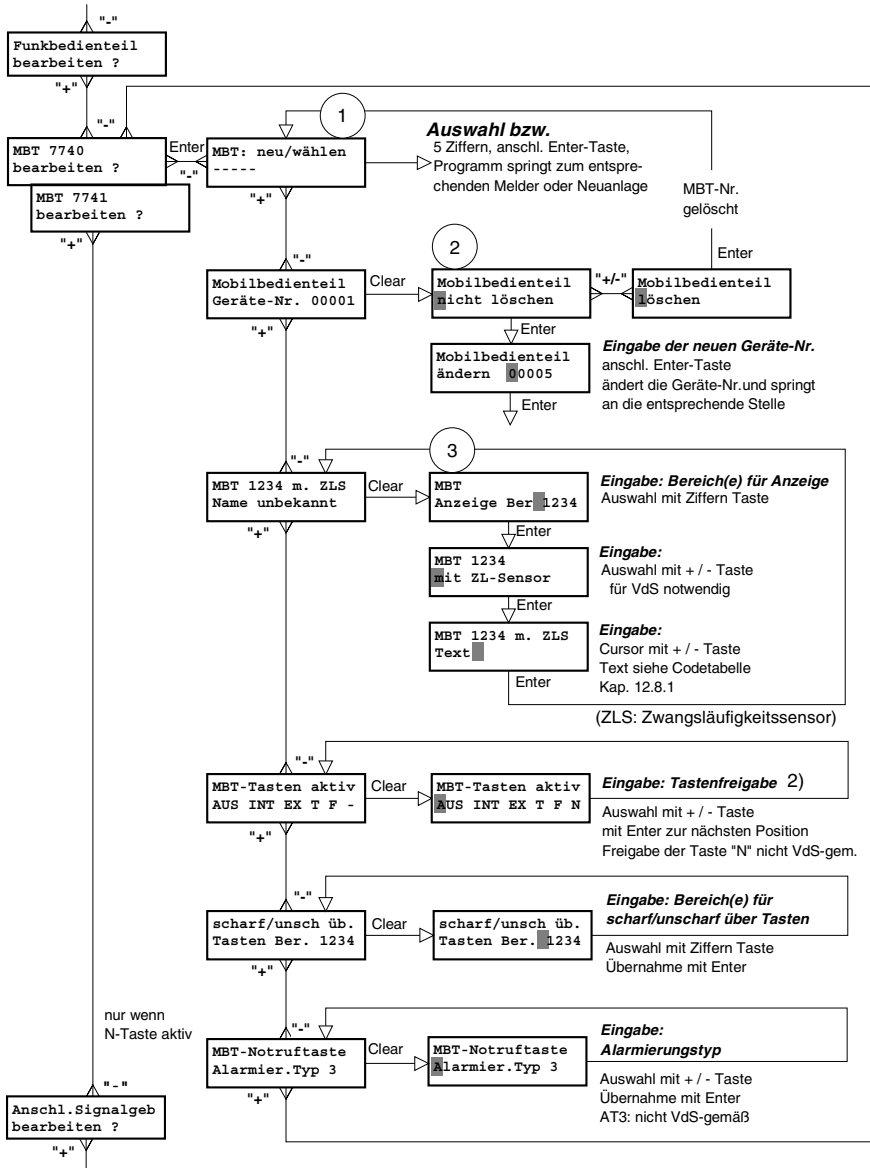 "-"
Funkbedienteil
bearbeiten ?
"+"
"-"
MBT 7740
bearbeiten ?
MBT 7741
bearbeiten ?
"+"
Enter
"-"
1
MBT: neu/wählen
-----
"+"
Auswahl bzw.
5 Ziffern, anschl. Enter-Taste,
Programm springt zum entspre-
chenden Melder oder Neuanlage
MBT-Nr.
gelöscht
Enter
"-"
Mobilbedienteil
Geräte-Nr. 00001
"+"
Clear
2
Mobilbedienteil
nicht löschen
"+/-"
Mobilbedienteil
löschen
Enter
Mobilbedienteil
ändern 00005
Enter
Eingabe der neuen Geräte-Nr.
anschl. Enter-Taste
ändert die Geräte-Nr.und springt
an die entsprechende Stelle
"-"
MBT 1234 m. ZLS
Name unbekannt
"+"
Clear
3
MBT
Anzeige Ber 1234
Eingabe: Bereich(e) für Anzeige
Auswahl mit Ziffern Taste
Enter
MBT 1234
mit ZL-Sensor
Eingabe:
Auswahl mit + / - Taste
für VdS notwendig
Enter
MBT 1234 m. ZLS
Text
Eingabe:
Cursor mit + / - Taste
Text siehe Codetabelle
Kap. 12.8.1
Enter
(ZLS: Zwangsläufigkeitssensor)
"-"
MBT-Tasten aktiv
AUS INT EX T F -
"+"
Clear
MBT-Tasten aktiv
AUS INT EX T F N
Eingabe: Tastenfreigabe 2)
Auswahl mit + / - Taste
mit Enter zur nächsten Position
Freigabe der Taste "N" nicht VdS-gem.
"-"
scharf/unsch üb.
Tasten Ber. 1234
"+"
Clear
scharf/unsch üb.
Tasten Ber. 1234
Eingabe: Bereich(e) für
scharf/unscharf über Tasten
Auswahl mit Ziffern Taste
Übernahme mit Enter
nur wenn
N-Taste aktiv
"-"
MBT-Notruftaste
Alarmier.Typ 3
"+"
Clear
MBT-Notruftaste
Alarmier.Typ 3
Eingabe:
Alarmierungstyp
Auswahl mit + / - Taste
Übernahme mit Enter
AT3: nicht VdS-gemäß
"-"
Anschl.Signalgeb
bearbeiten ?
"+"